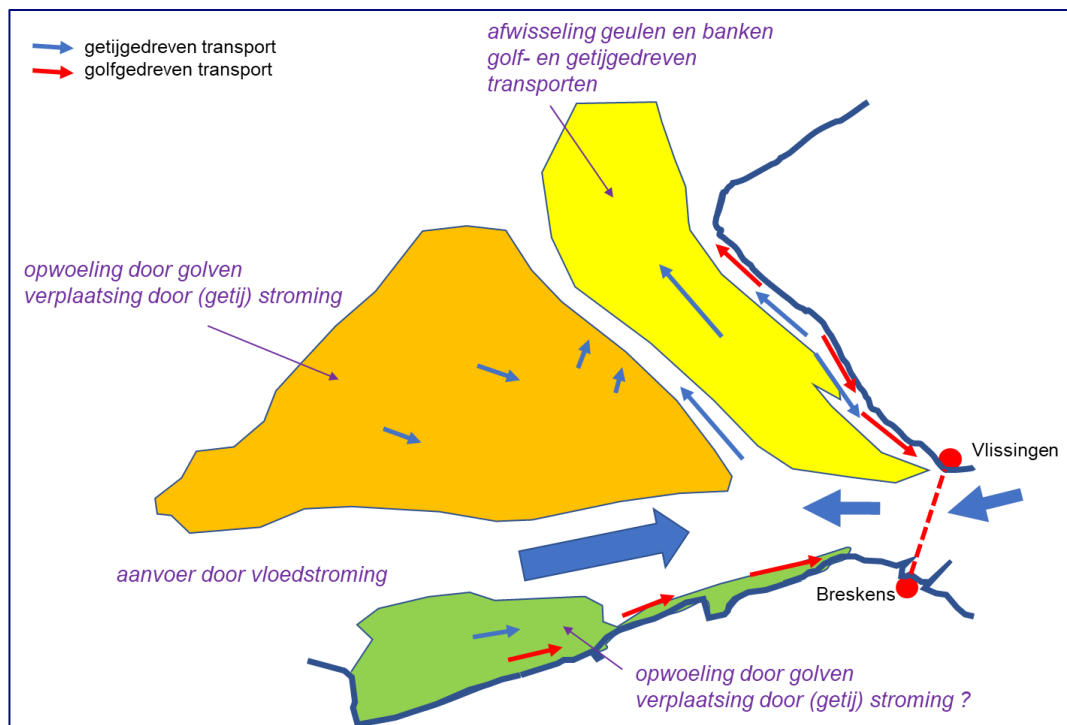 getijgedreven transport
golfgedreven transport
afwisseling geulen en banken
golf- en getijgedreven
transporten
opwoeling door golven
verplaatsing door (getij) stroming
Vlissingen
aanvoer door vloedstroming
Breskens
opwoeling door golven
verplaatsing door (getij) stroming ?